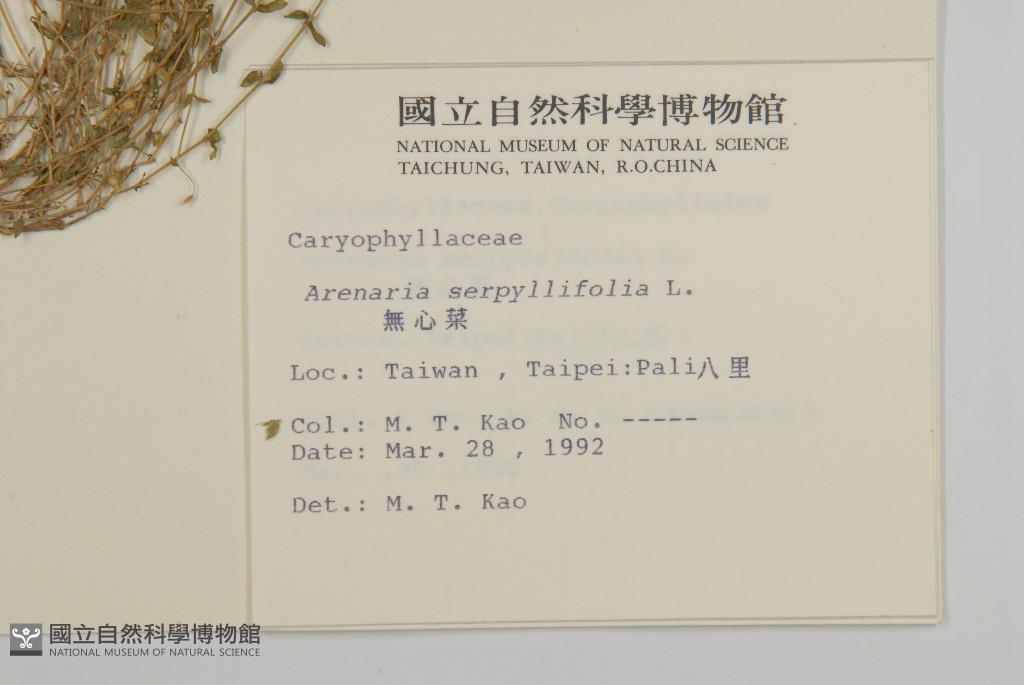 國立自然科學博物館
NATIONAL MUSEUM OF NATURAL SCIENCE
TAICHUNG, TAIWAN, R.O.CHINA
Caryophyllaceae
Arenaria serpyllifolia L.
無心菜
Loc.: Taiwan , Taipei:Pali八里
Col.: M. T. Kao No. -----
Date: Mar. 28 , 1992
Det.: M. T. Kao
國立自然科學博物館
NATIONAL MUSEUM OF NATURAL SCIENCE